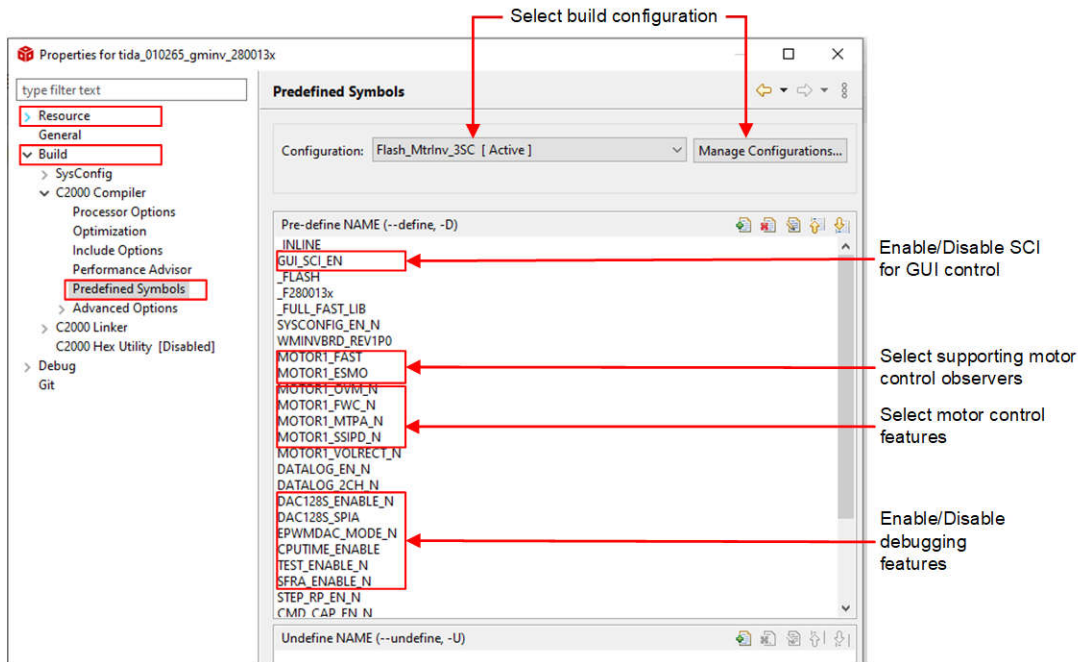 Select build configuration
Properties for tida_010265_gminv_280013x
type filter text
Resource
General
Build
SysConfig
C2000 Compiler
Processor Options
Optimization
Include Options
Performance Advisor
Predefined Symbols
Advanced Options
C2000 Linker
C2000 Hex Utility [Disabled]
Debug
Git
Predefined Symbols
Configuration: Flash_MtrInv_3SC [ Active ] Manage Configurations...
Pre-define NAME (--define, -D)
_INLINE
GUI_SCI_EN
_FLASH
_F280013x
_FULL_FAST_LIB
SYSCONFIG_EN_N
WMINVBRD_REV1P0
MOTOR1_FAST
MOTOR1_ESMO
MOTOR1_OVM_N
MOTOR1_FWC_N
MOTOR1_MTPA_N
MOTOR1_SSIPD_N
MOTOR1_VOLRECT_N
DATALOG_EN_N
DATALOG_2CH_N
DAC128S_ENABLE_N
DAC128S_SPIA
EPWMDAC_MODE_N
CPUTIME_ENABLE
TEST_ENABLE_N
SFRA_ENABLE_N
STEP_RP_EN_N
CMD_CAP_EN_N
Undefine NAME (--undefine, -U)
Enable/Disable SCI
for GUI control
Select supporting motor
control observers
Select motor control
features
Enable/Disable
debugging
features